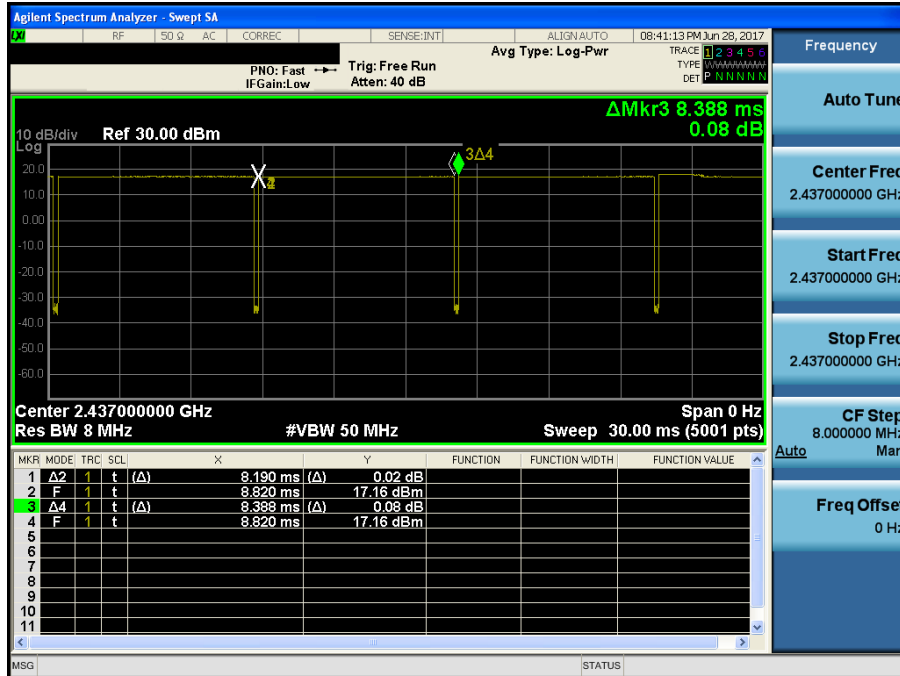 Agilent Spectrum Analyzer - Swept SA
LXI RF 50 Ω AC CORREC SENSE:INT ALIGN AUTO 08:41:13 PM Jun 28, 2017
PNO: Fast
IFGain:Low
Trig: Free Run
Atten: 40 dB
Avg Type: Log-Pwr
TRACE 1 2 3 4 5 6
TYPE WWWWWW
DET P N N N N N
ΔMkr3 8.388 ms
0.08 dB
10 dB/div Ref 30.00 dBm
Log
20.0
10.0
0.00
-10.0
-20.0
-30.0
-40.0
-50.0
-60.0
3Δ4
Center 2.437000000 GHz Span 0 Hz
Res BW 8 MHz #VBW 50 MHz Sweep 30.00 ms (5001 pts)
MKR MODE TRC SCL X Y FUNCTION FUNCTION WIDTH FUNCTION VALUE
1 Δ2 1 t (Δ) 8.190 ms (Δ) 0.02 dB
2 F 1 t 8.820 ms 17.16 dBm
3 Δ4 1 t (Δ) 8.388 ms (Δ) 0.08 dB
4 F 1 t 8.820 ms 17.16 dBm
5
6
7
8
9
10
11
MSG STATUS
Frequency
Auto Tune
Center Freq
2.437000000 GHz
Start Freq
2.437000000 GHz
Stop Freq
2.437000000 GHz
CF Step
8.000000 MHz
Auto Man
Freq Offset
0 Hz